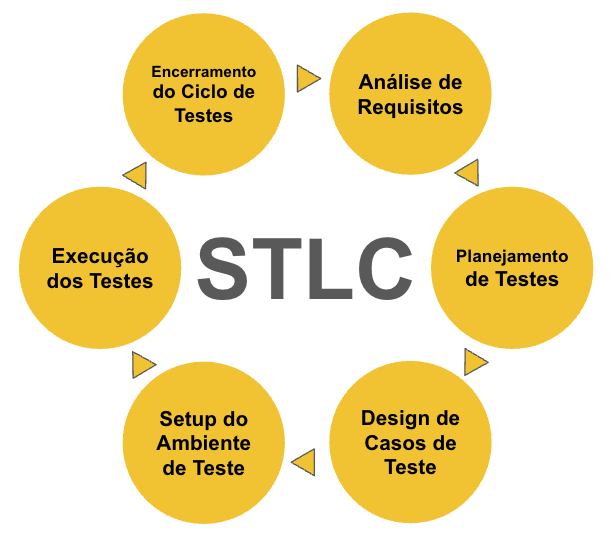 Encerramento
do Ciclo de
Testes
Análise de
Requisitos
Execução
dos Testes
STLC
Planejamento
de Testes
Setup do
Ambiente
de Teste
Design de
Casos de
Teste